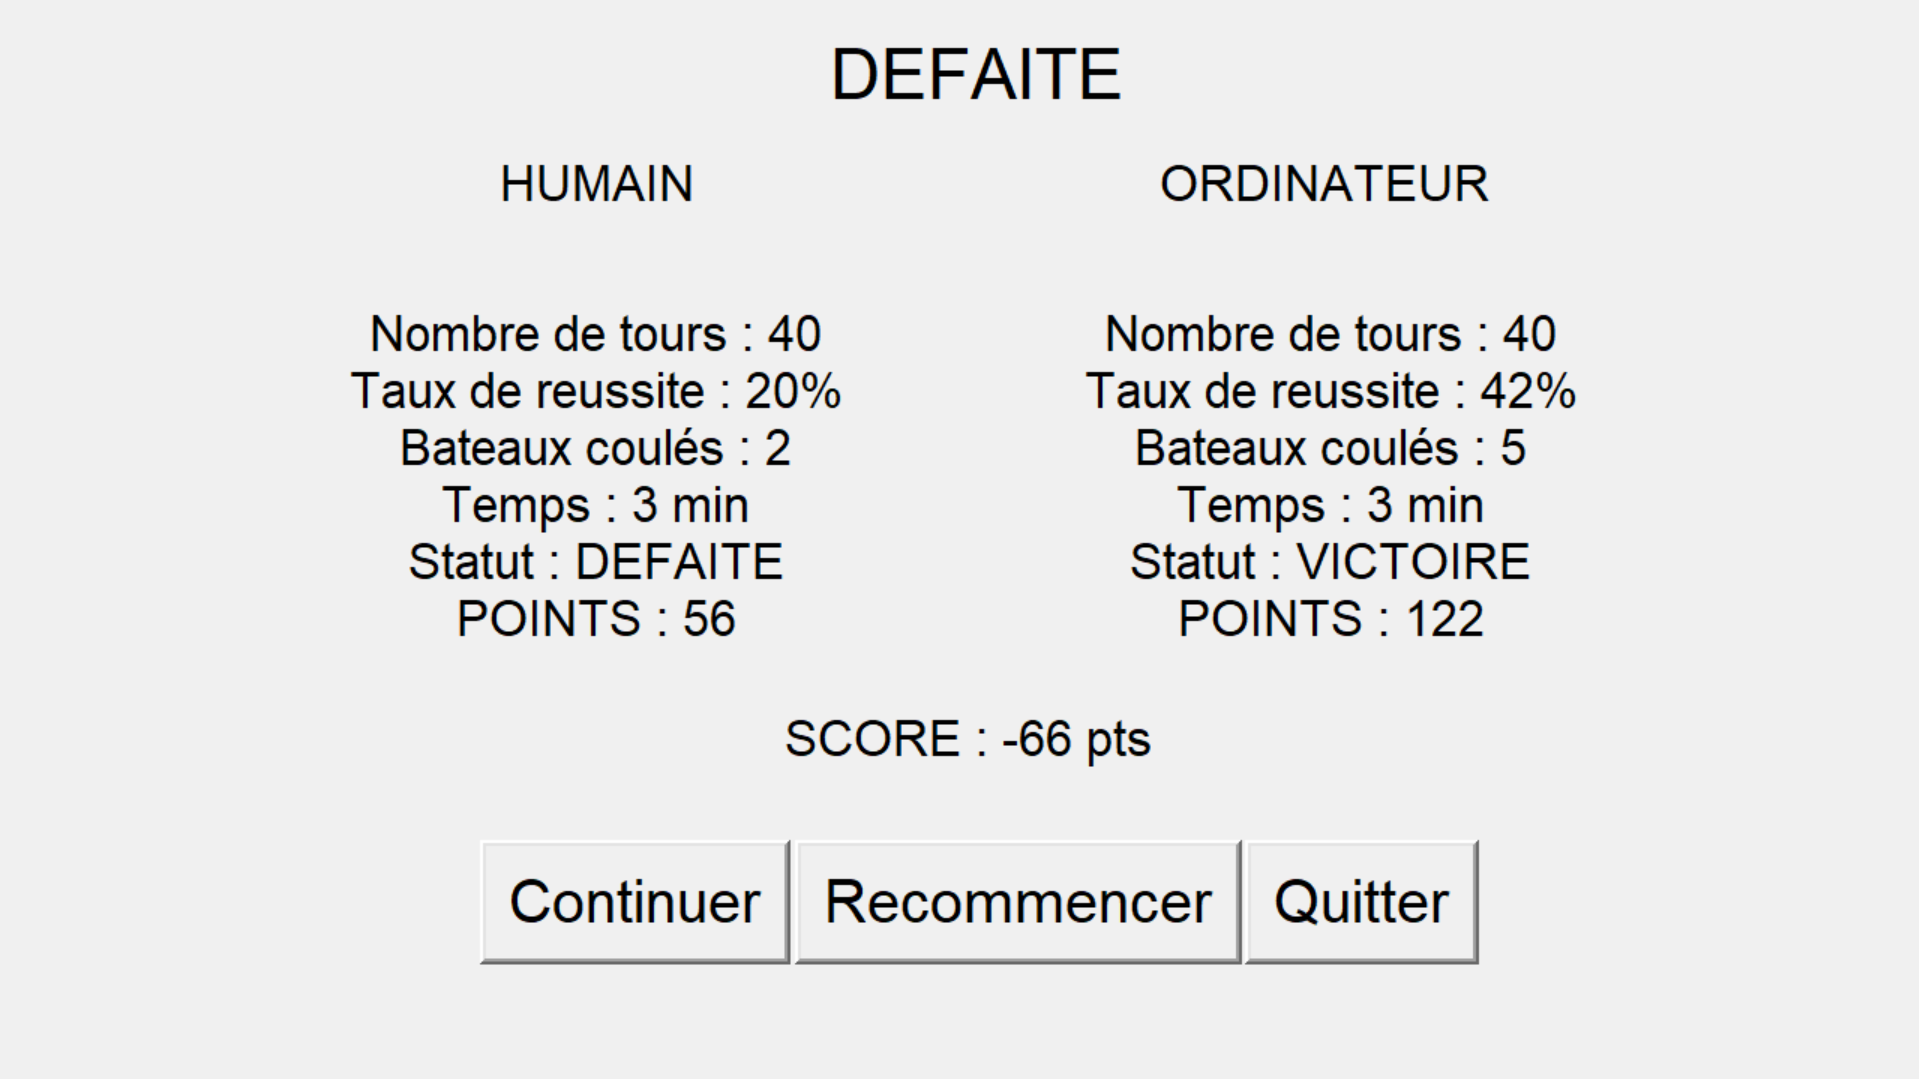 DEFAITE
HUMAIN
Nombre de tours : 40
Taux de reussite : 20%
Bateaux coulés : 2
Temps : 3 min
Statut : DEFAITE
POINTS : 56
ORDINATEUR
Nombre de tours : 40
Taux de reussite : 42%
Bateaux coulés : 5
Temps : 3 min
Statut : VICTOIRE
POINTS : 122
SCORE : -66 pts
Continuer
Recommencer
Quitter